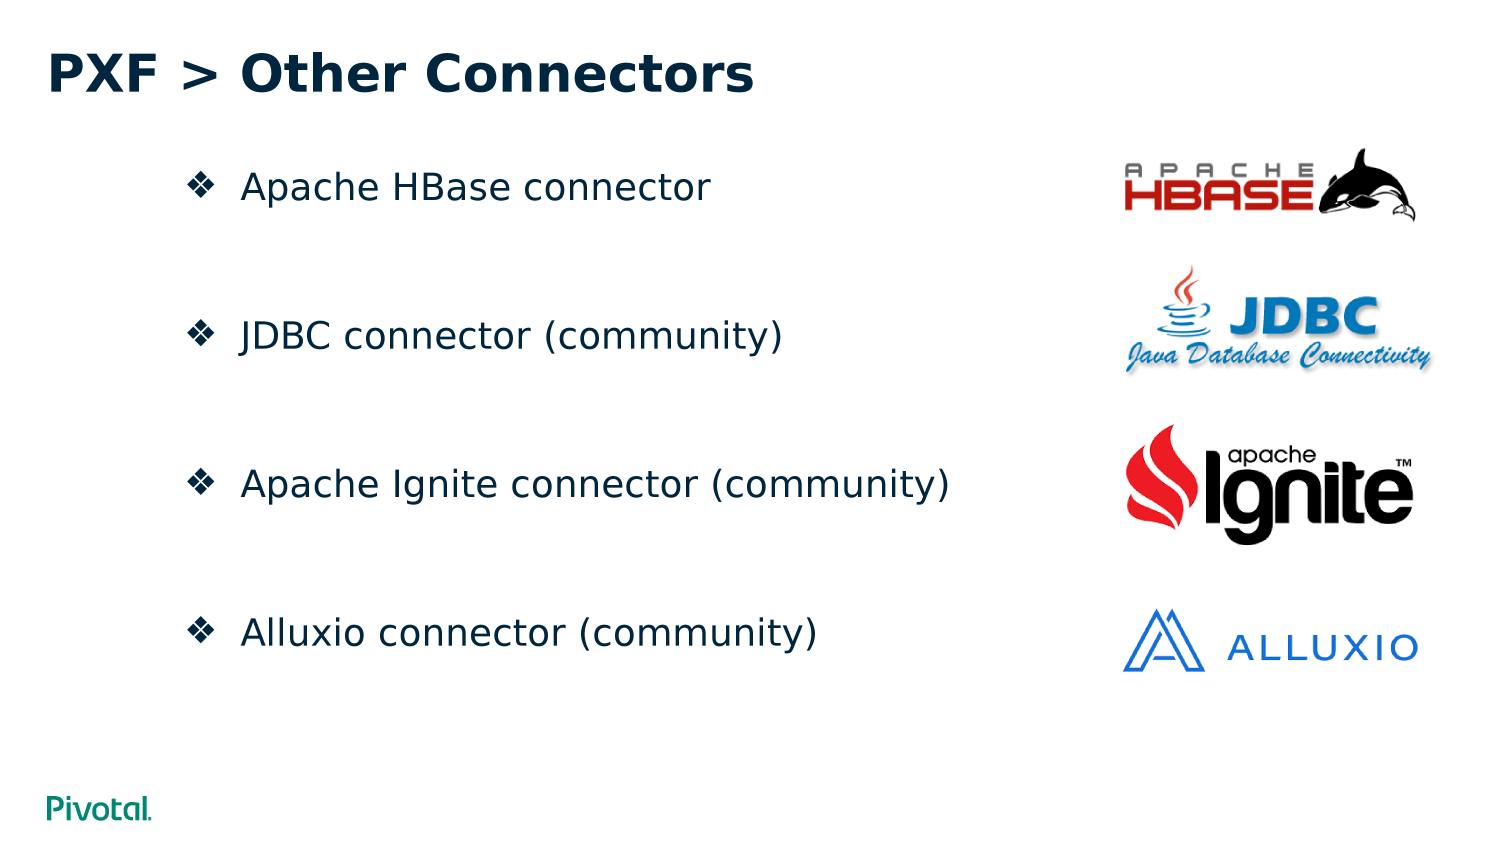 PXF > Other Connectors
❖ Apache HBase connector
APACHE
HBASE
❖ JDBC connector (community)
JDBC
Java Database Connectivity
❖ Apache Ignite connector (community)
apache
Ignite™
❖ Alluxio connector (community)
ALLUXIO
Pivotal.